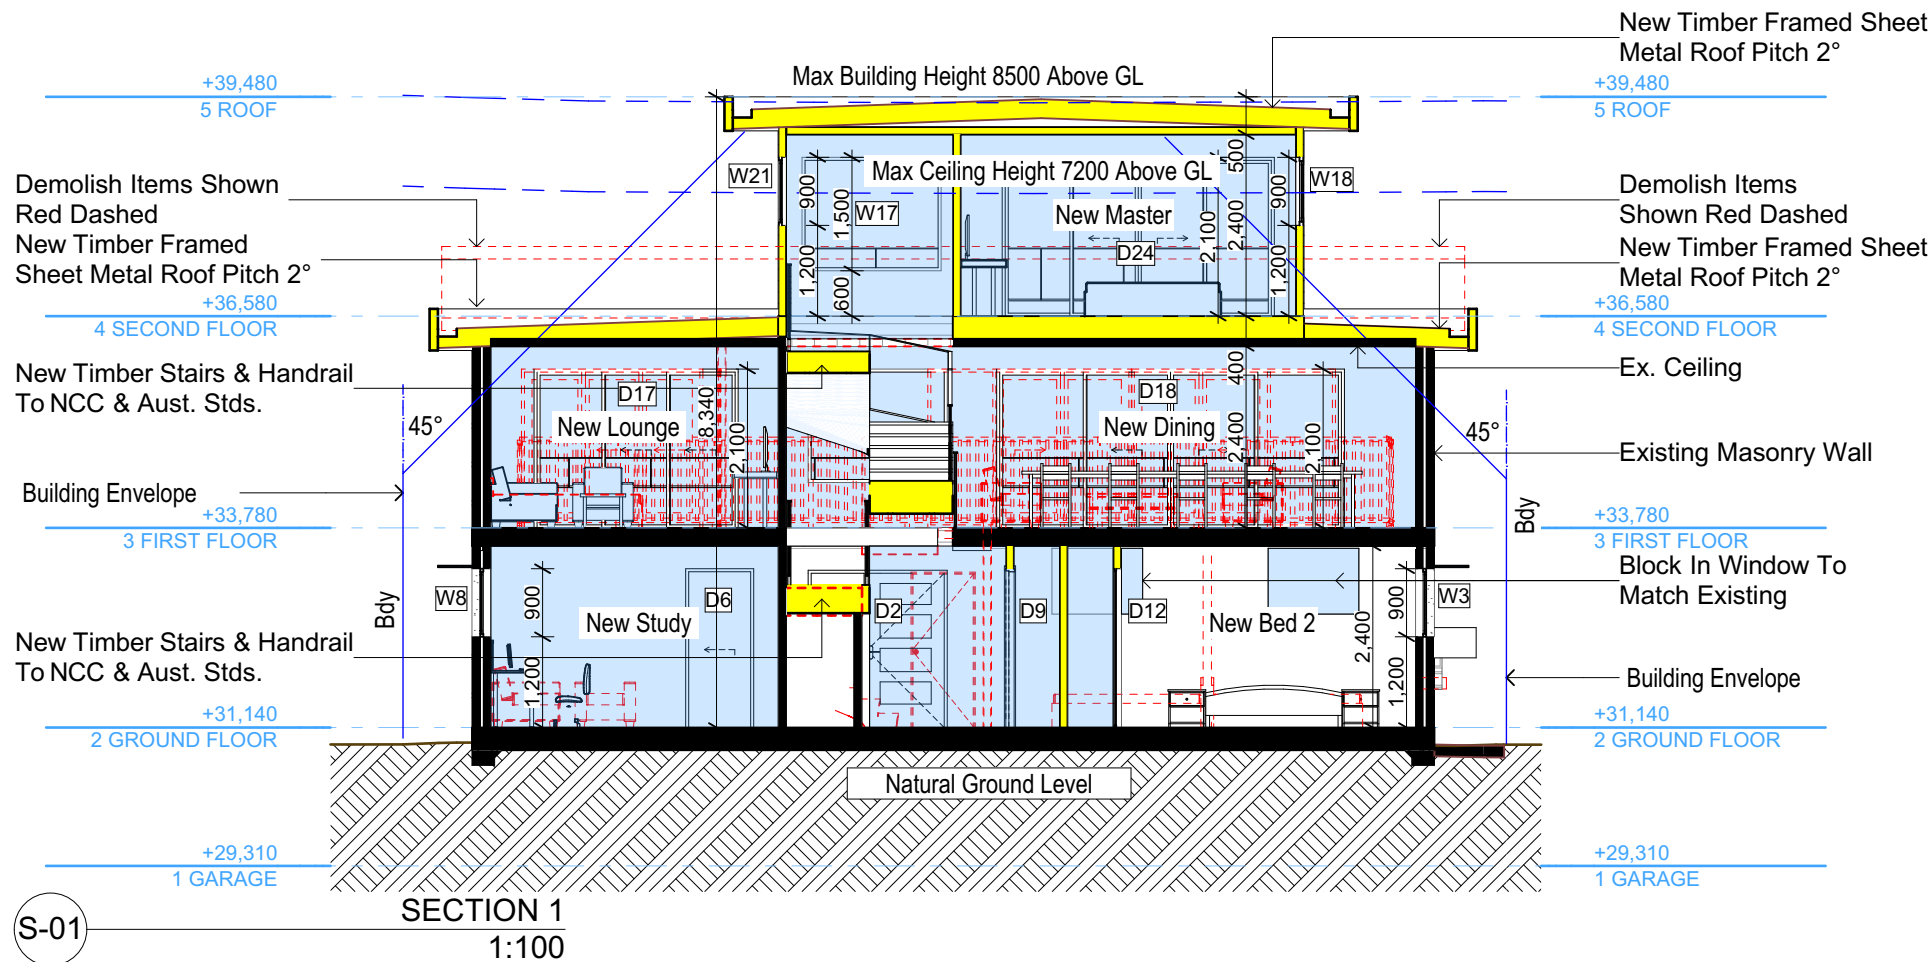 New Timber Framed Sheet
Metal Roof Pitch 2°
Max Building Height 8500 Above GL
+39,480
5 ROOF
+39,480
5 ROOF
Demolish Items Shown
Red Dashed
New Timber Framed
Sheet Metal Roof Pitch 2°
+36,580
4 SECOND FLOOR
W21
900
1,200
1,500
600
W17
Max Ceiling Height 7200 Above GL
New Master
D24
2,100
500
2,400
900
1,200
W18
Demolish Items
Shown Red Dashed
New Timber Framed Sheet
Metal Roof Pitch 2°
+36,580
4 SECOND FLOOR
New Timber Stairs & Handrail
To NCC & Aust. Stds.
45°
D17
New Lounge
8,340
2,100
D18
New Dining
400
2,400
2,100
45°
Ex. Ceiling
Existing Masonry Wall
Building Envelope
+33,780
3 FIRST FLOOR
Bdy
+33,780
3 FIRST FLOOR
Block In Window To
Match Existing
Bdy
W8
900
1,200
New Study
D6
D2
D9
D12
New Bed 2
2,400
900
1,200
W3
New Timber Stairs & Handrail
To NCC & Aust. Stds.
Building Envelope
+31,140
2 GROUND FLOOR
+31,140
2 GROUND FLOOR
Natural Ground Level
+29,310
1 GARAGE
+29,310
1 GARAGE
S-01
SECTION 1
1:100